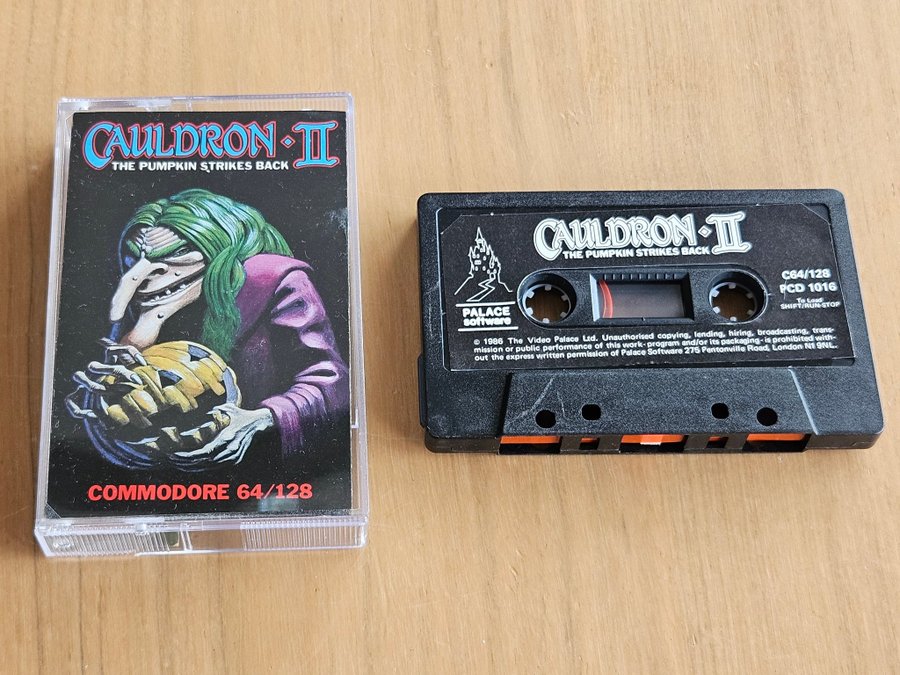 CAULDRON · II
THE PUMPKIN STRIKES BACK
COMMODORE 64/128
CAULDRON · II
THE PUMPKIN STRIKES BACK
PALACE
software
C64/128
PCD 1016
To Load
SHIFT/RUN-STOP
© 1986 The Video Palace Ltd. Unauthorised copying, lending, hiring, broadcasting, trans-
mission or public performance of this work-program and/or its packaging-is prohibited with-
out the express written permission of Palace Software 275 Pentonville Road, London N1 9NL.